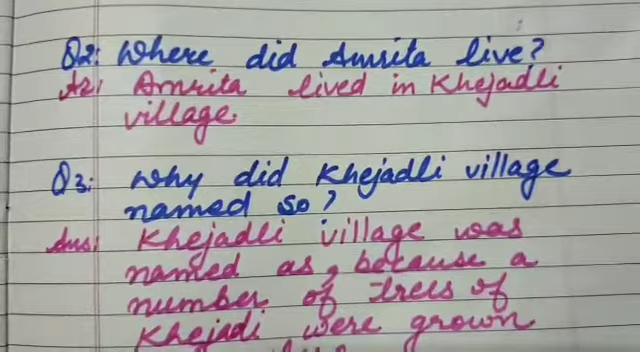 Q2: Where did Amrita live?
A2: Amrita lived in Khejadli
village.
Q3: Why did Khejadli village
named so?
Ans: Khejadli village was
named as, because a
number of trees of
Khejadi were grown